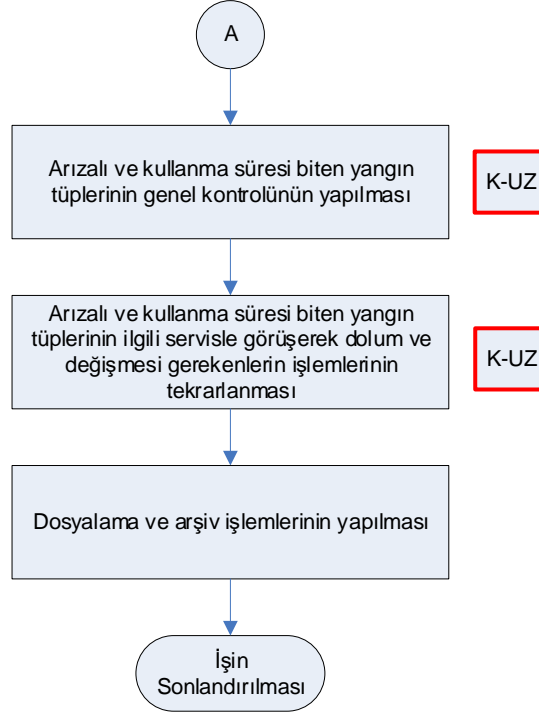 A
Arızalı ve kullanma süresi biten yangın
tüplerinin genel kontrolünün yapılması
K-UZ
Arızalı ve kullanma süresi biten yangın
tüplerinin ilgili servisle görüşerek dolum ve
değişmesi gerekenlerin işlemlerinin
tekrarlanması
K-UZ
Dosyalama ve arşiv işlemlerinin yapılması
İşin
Sonlandırılması